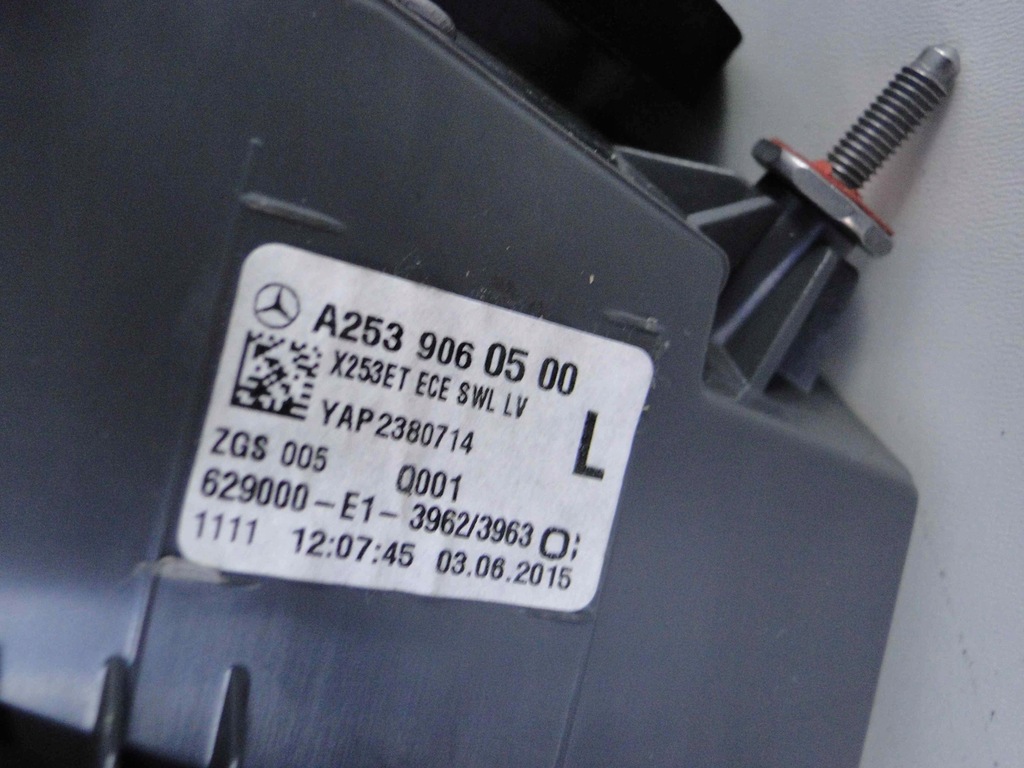 A253 906 05 00
X253ET ECE SWL LV
YAP2380714
L
ZGS 005 Q001
629000-E1-3962/3963 O;
1111 12:07:45 03.06.2015